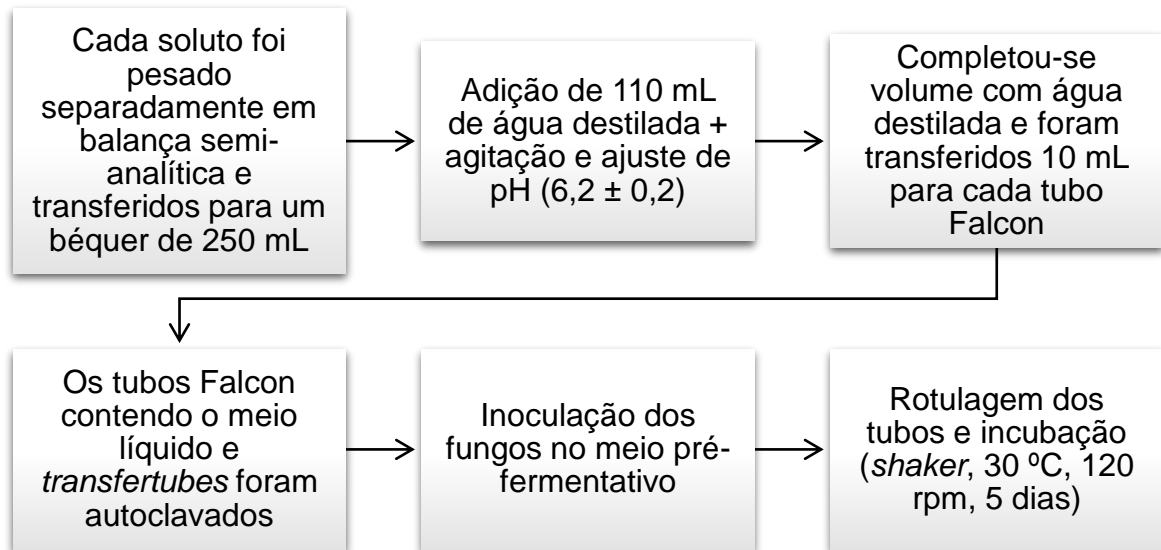 Cada soluto foi
pesado
separadamente em
balança semi-
analítica e
transferidos para um
béquer de 250 mL
Adição de 110 mL
de água destilada +
agitação e ajuste de
pH (6,2 ± 0,2)
Completou-se
volume com água
destilada e foram
transferidos 10 mL
para cada tubo
Falcon
Os tubos Falcon
contendo o meio
líquido e
transfertubes foram
autoclavados
Inoculação dos
fungos no meio pré-
fermentativo
Rotulagem dos
tubos e incubação
(shaker, 30 ºC, 120
rpm, 5 dias)